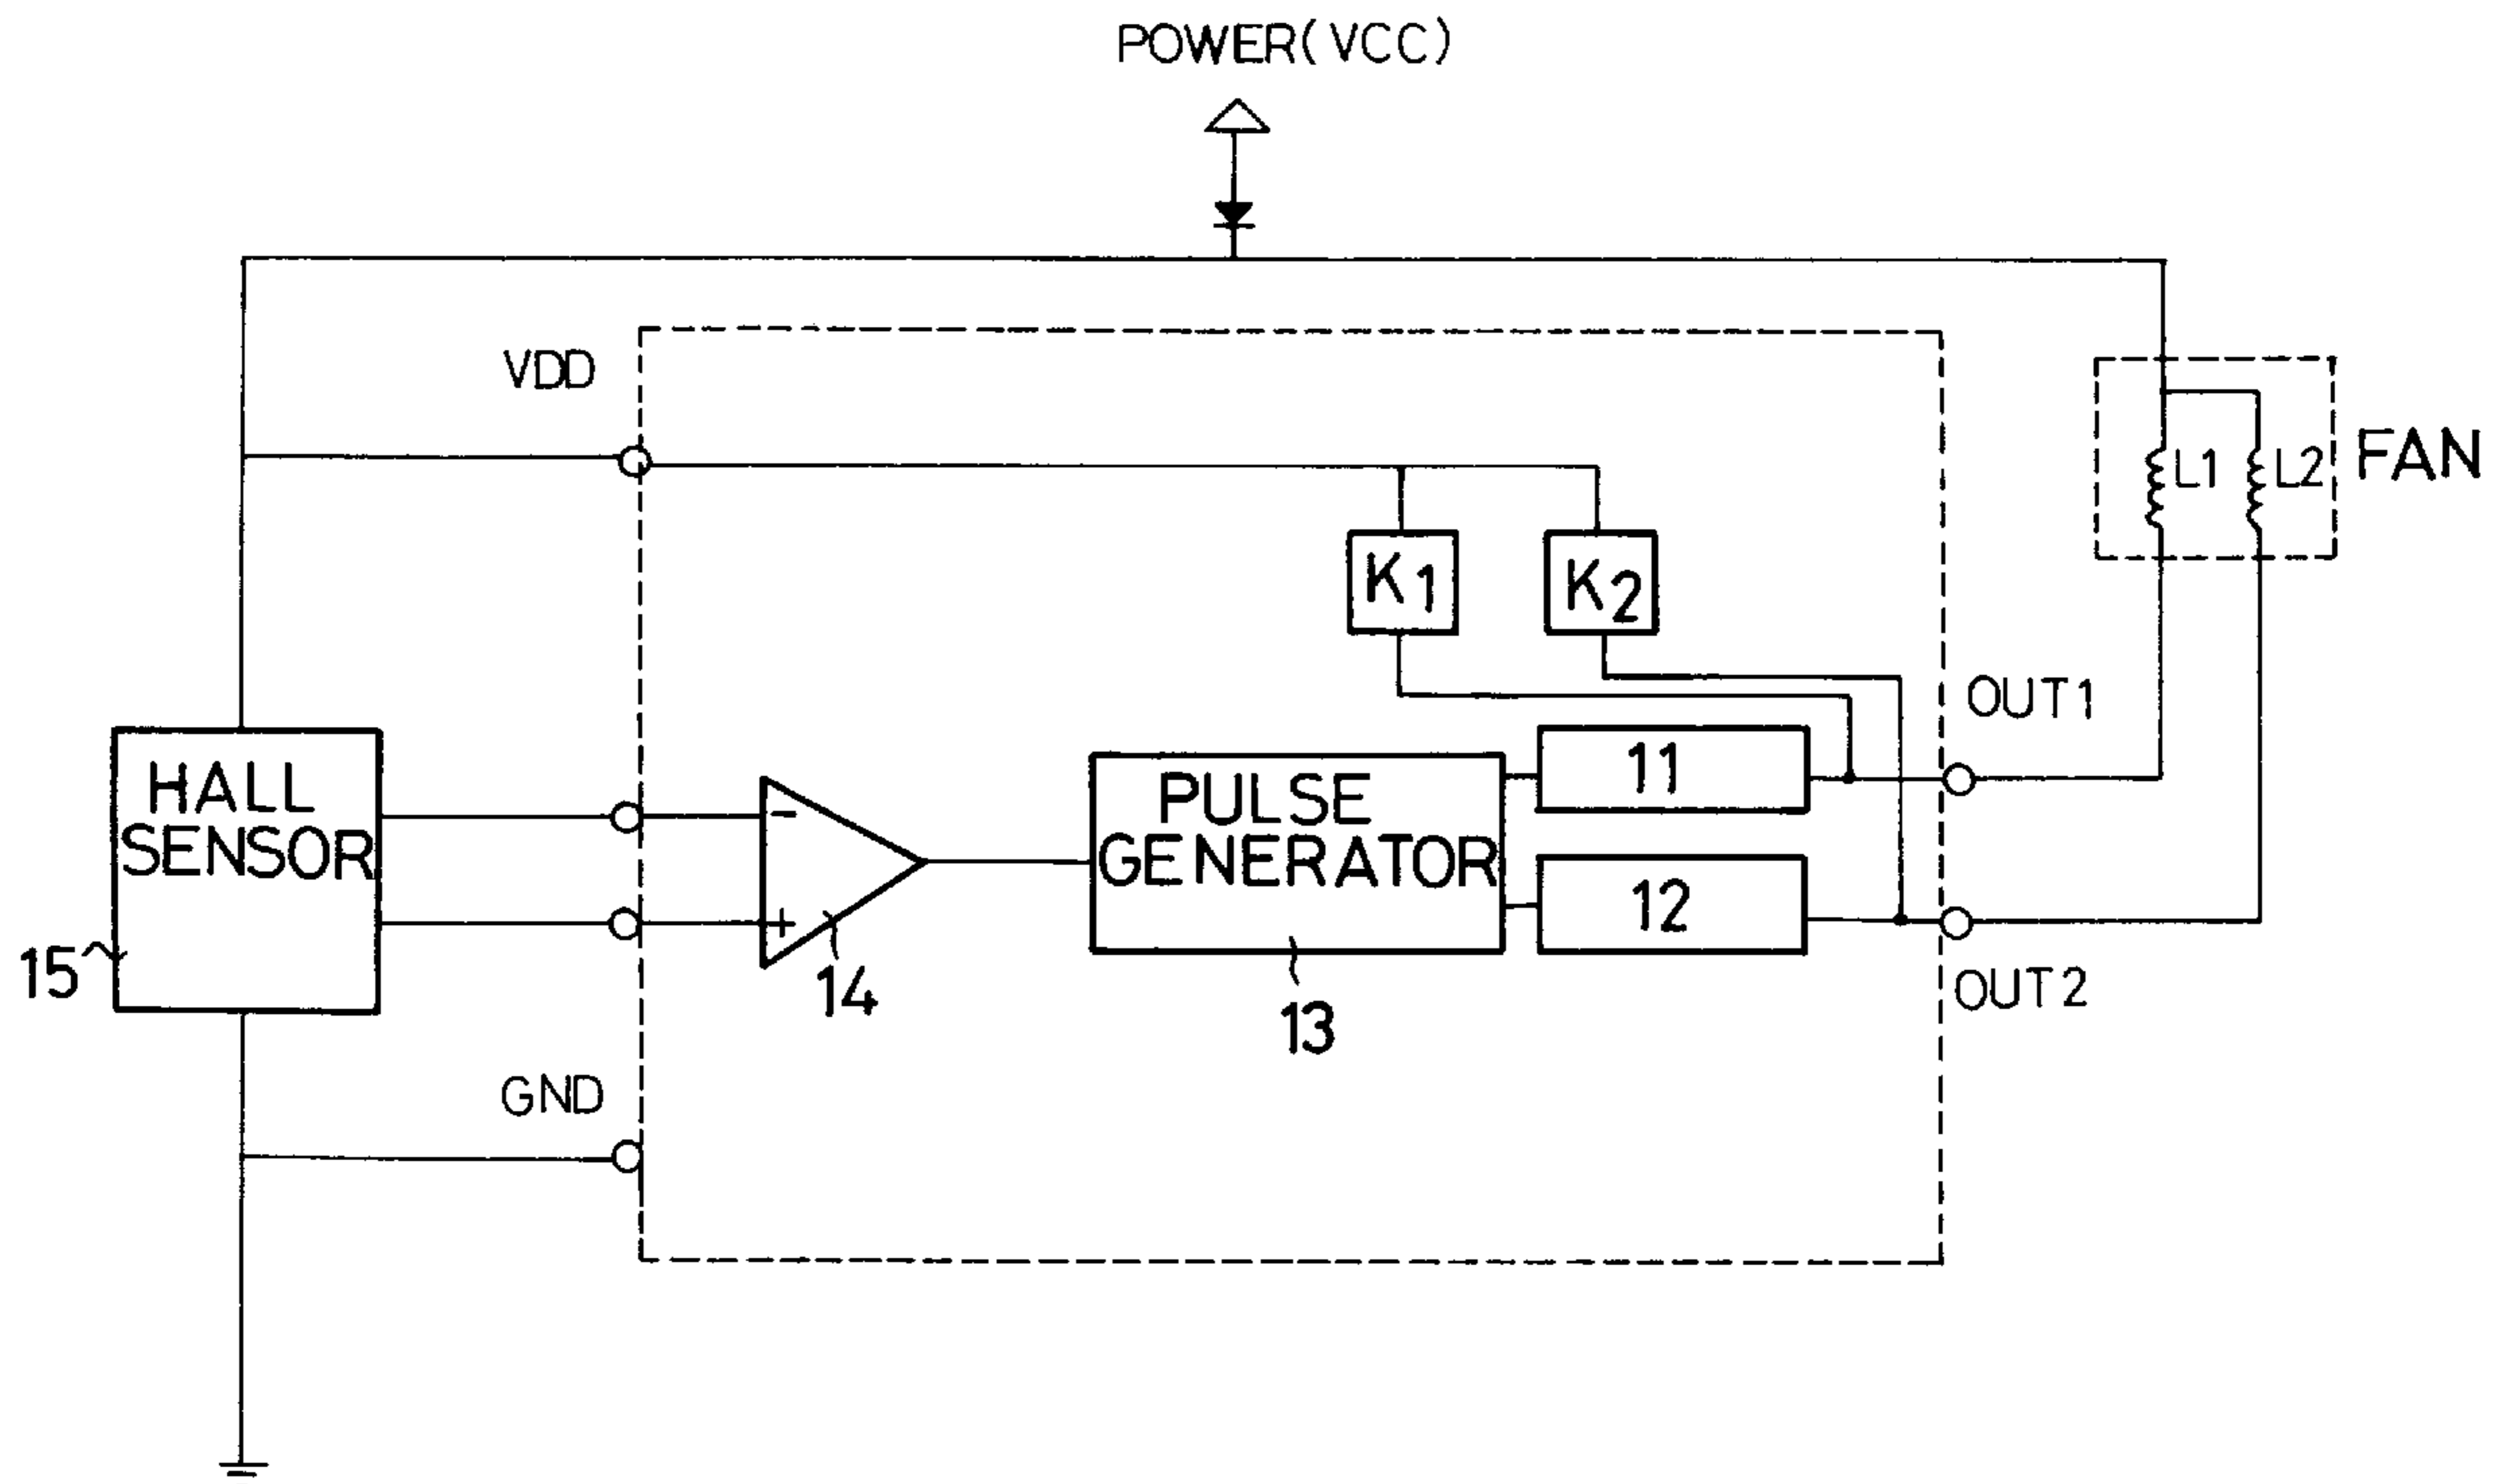 POWER(VCC)
VDD
FAN
L1
L2
K1
K2
OUT1
11
HALL
SENSOR
PULSE
GENERATOR
-
+
12
15
14
13
OUT2
GND